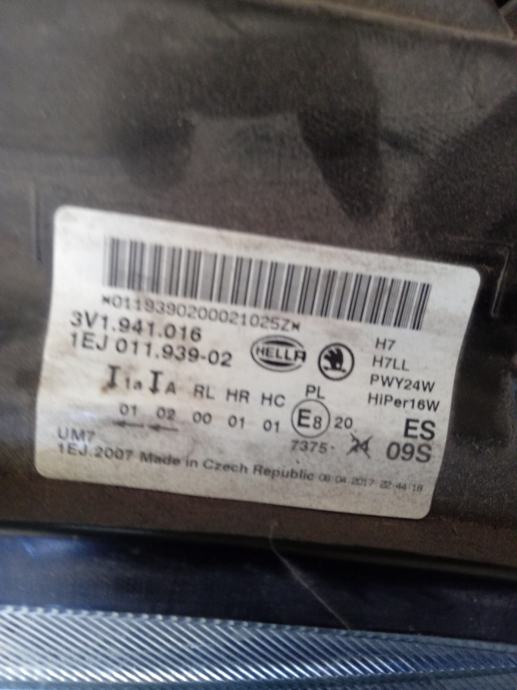 *0119390200021025Z*
3V1.941.016
1EJ 011.939-02
HELLA
H7
H7LL
PWY24W
HiPer16W
I 1a I A RL HR HC PL
01 02 00 01 01 E8 20 ES
7375- 09S
UM7
1EJ.2007 Made in Czech Republic 06.04.2017 22:44:18